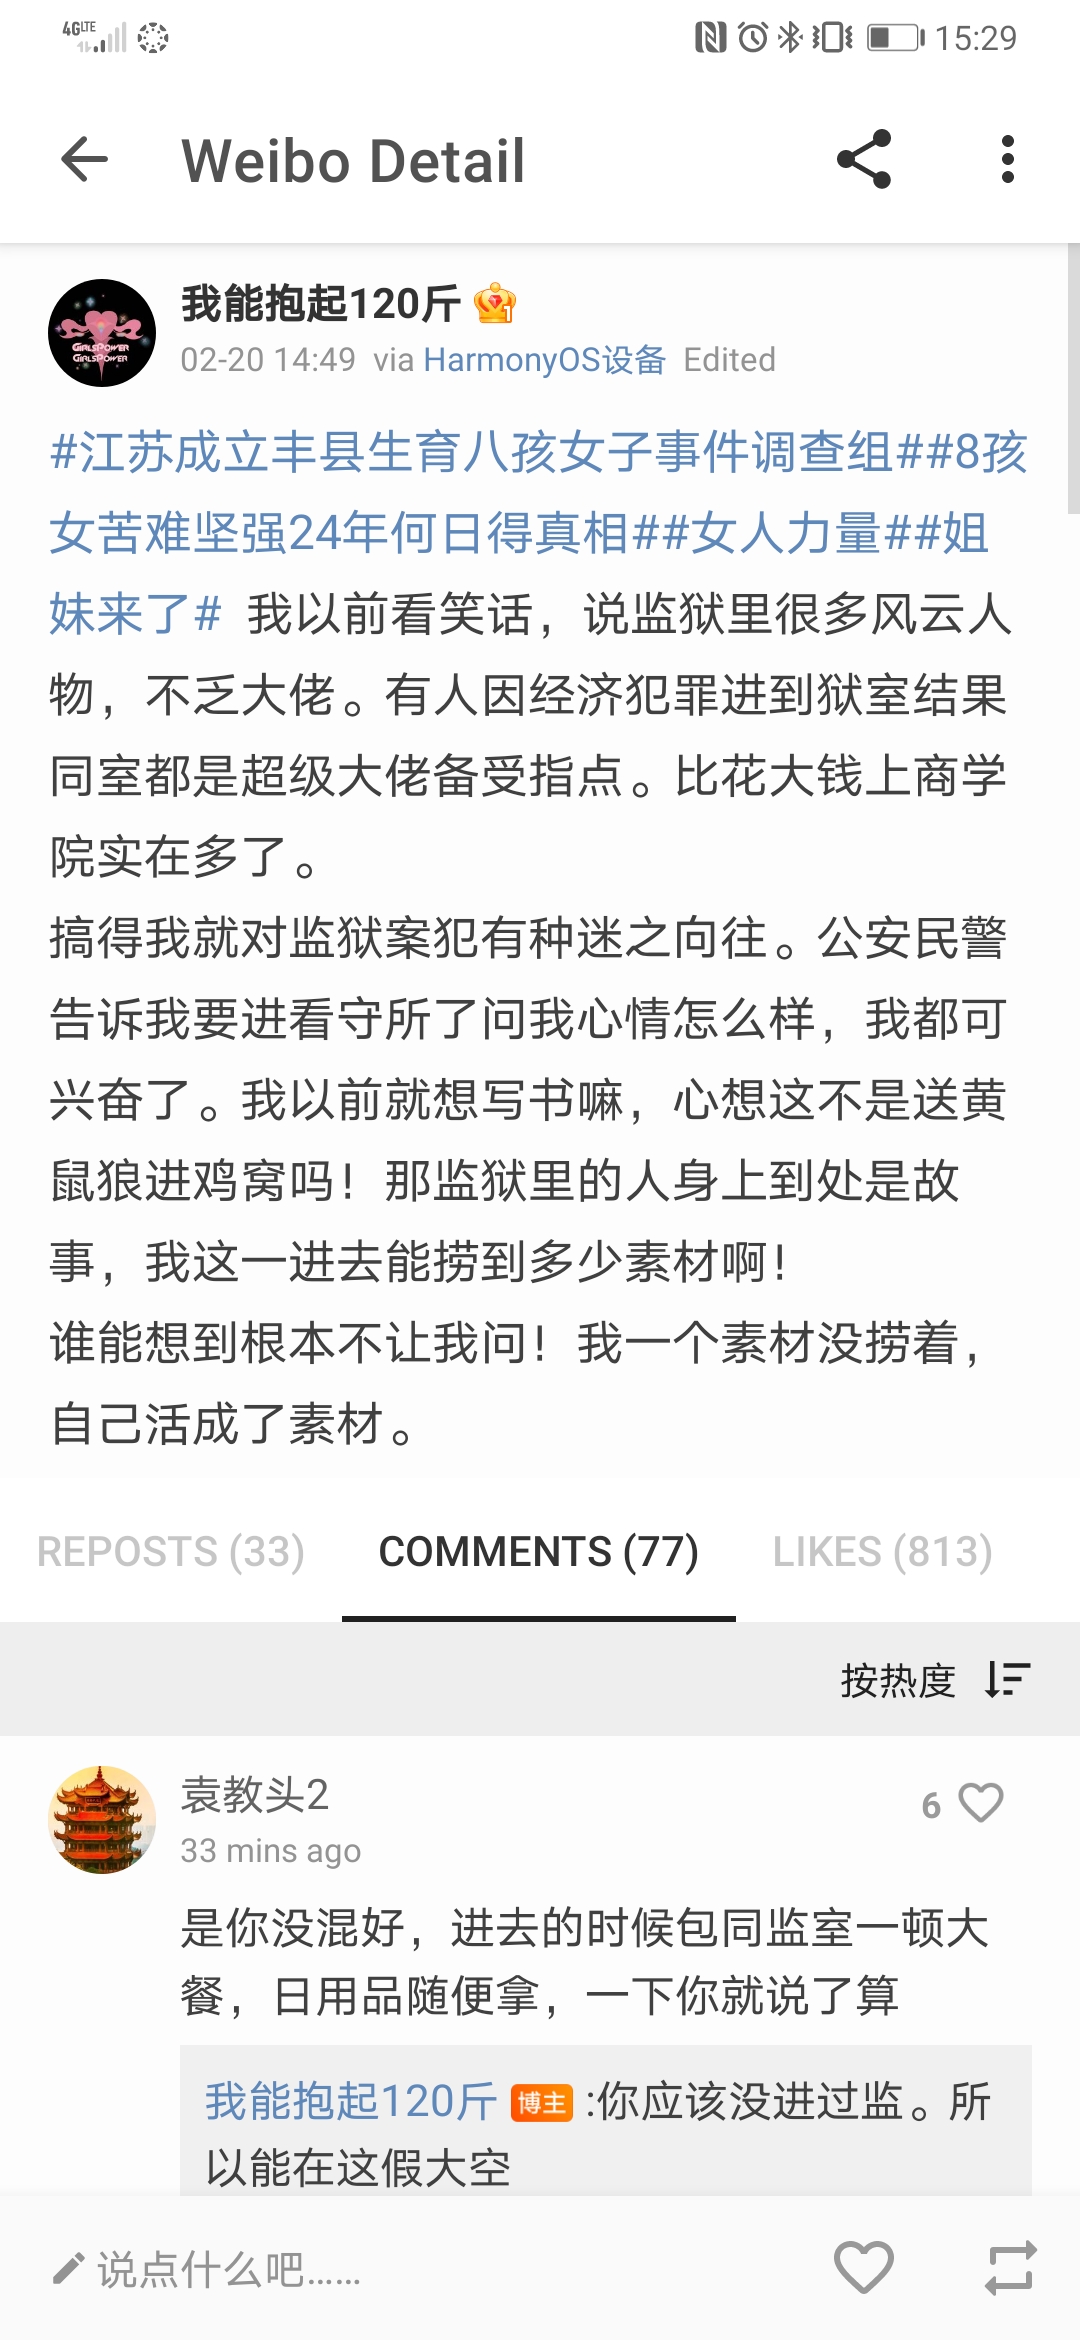 4G LTE
15:29
Weibo Detail
我能抱起120斤
GIRLSPOWER
GIRLSPOWER
02-20 14:49 via HarmonyOS设备 Edited
#江苏成立丰县生育八孩女子事件调查组##8孩
女苦难坚强24年何日得真相##女人力量##姐
妹来了# 我以前看笑话，说监狱里很多风云人
物，不乏大佬。有人因经济犯罪进到狱室结果
同室都是超级大佬备受指点。比花大钱上商学
院实在多了。
搞得我就对监狱案犯有种迷之向往。公安民警
告诉我要进看守所了问我心情怎么样，我都可
兴奋了。我以前就想写书嘛，心想这不是送黄
鼠狼进鸡窝吗！那监狱里的人身上到处是故
事，我这一进去能捞到多少素材啊！
谁能想到根本不让我问！我一个素材没捞着，
自己活成了素材。
REPOSTS (33) COMMENTS (77) LIKES (813)
按热度
袁教头2
6
33 mins ago
是你没混好，进去的时候包同监室一顿大
餐，日用品随便拿，一下你就说了算
我能抱起120斤 博主 :你应该没进过监。所
以能在这假大空
说点什么吧......